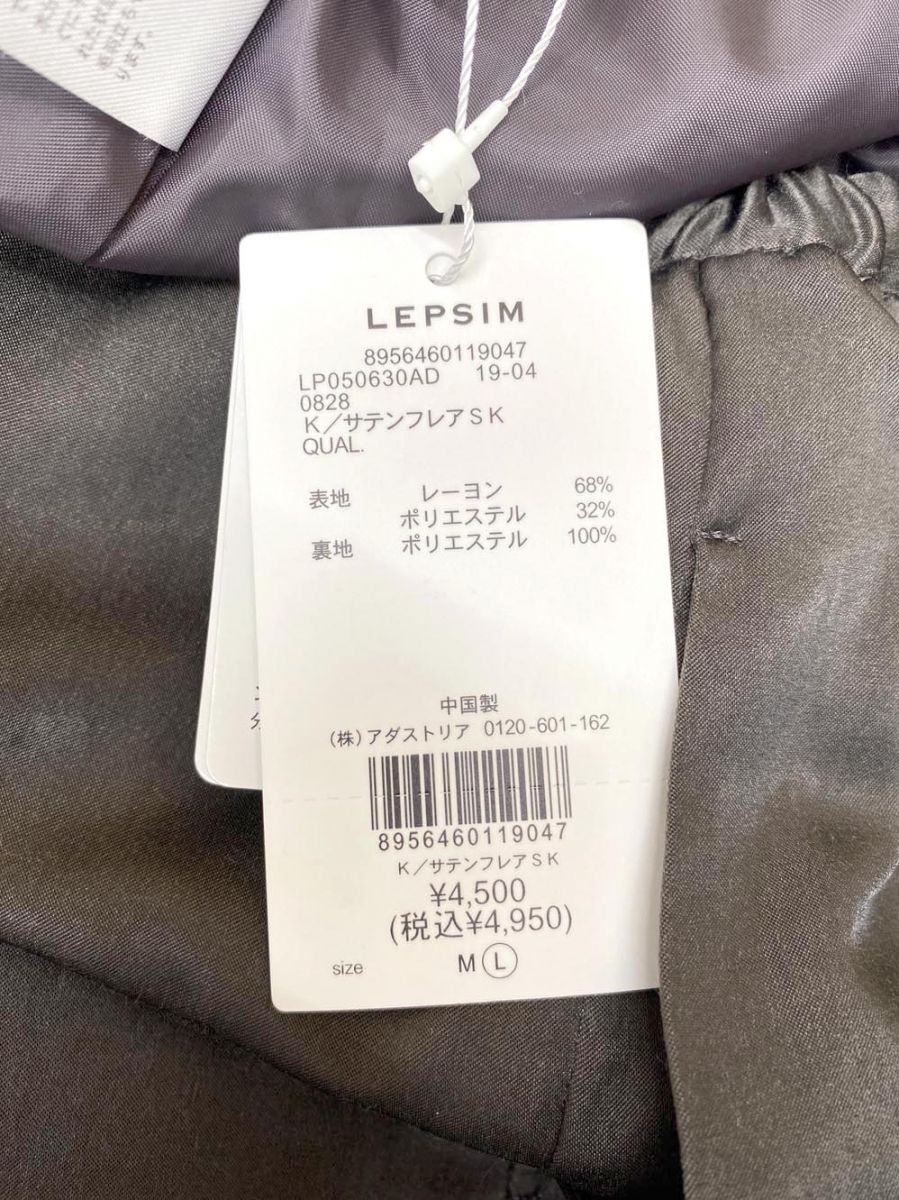 LEPSIM
8956460119047
LP050630AD 19-04
0828
K／サテンフレアSK
QUAL.
表地 レーヨン 68%
ポリエステル 32%
裏地 ポリエステル 100%
中国製
(株)アダストリア 0120-601-162
8956460119047
K／サテンフレアSK
¥4,500
(税込¥4,950)
size M L